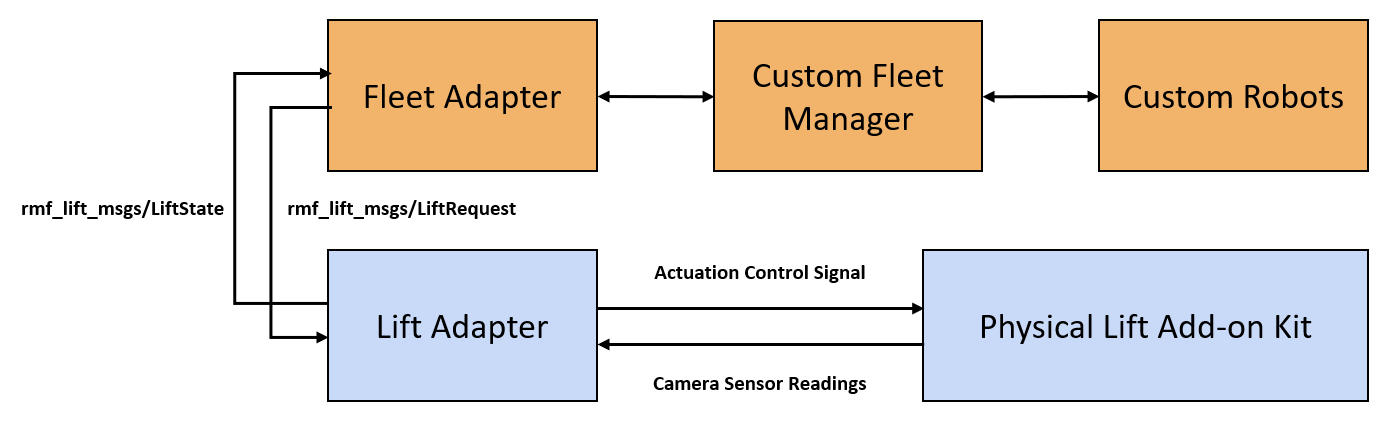 Fleet Adapter
Custom Fleet
Manager
Custom Robots
rmf_lift_msgs/LiftState
rmf_lift_msgs/LiftRequest
Lift Adapter
Actuation Control Signal
Camera Sensor Readings
Physical Lift Add-on Kit